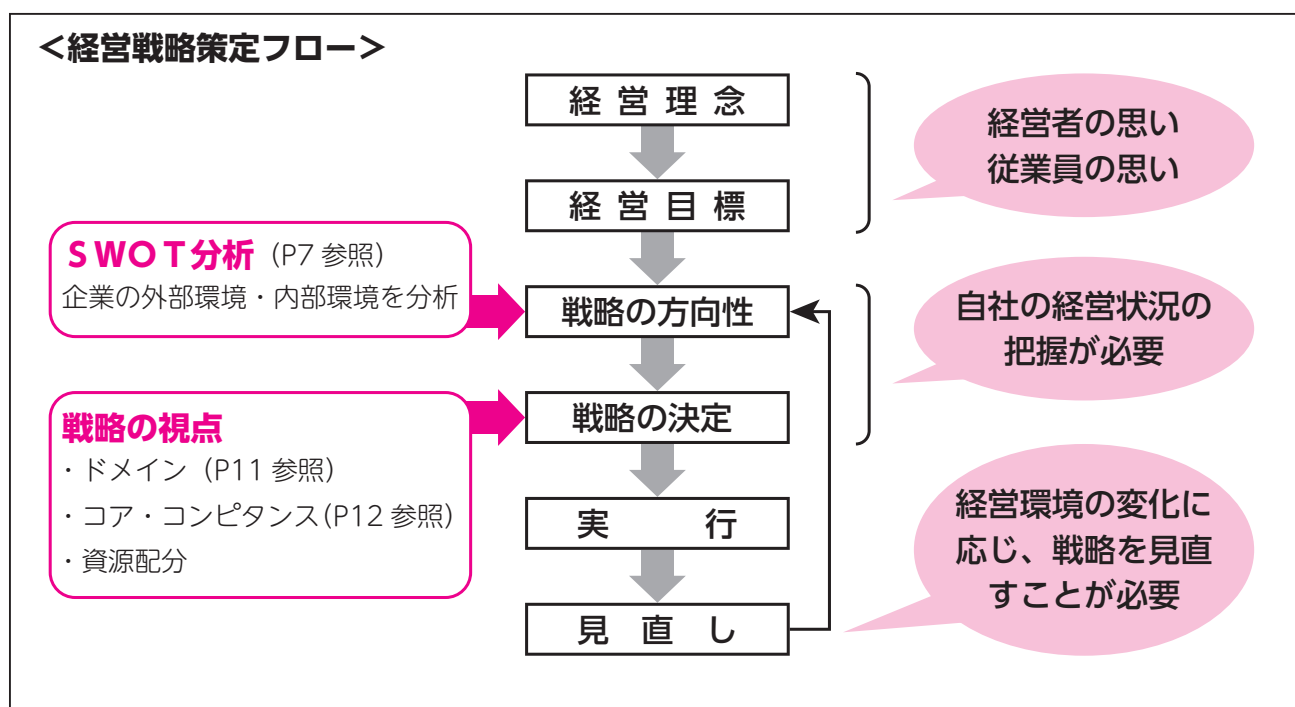 ＜経営戦略策定フロー＞
経営理念
経営目標
戦略の方向性
戦略の決定
実行
見直し
ＳＷＯＴ分析（P7 参照）
企業の外部環境・内部環境を分析
戦略の視点
・ドメイン（P11 参照）
・コア・コンピタンス（P12 参照）
・資源配分
経営者の思い
従業員の思い
自社の経営状況の
把握が必要
経営環境の変化に
応じ、戦略を見直
すことが必要